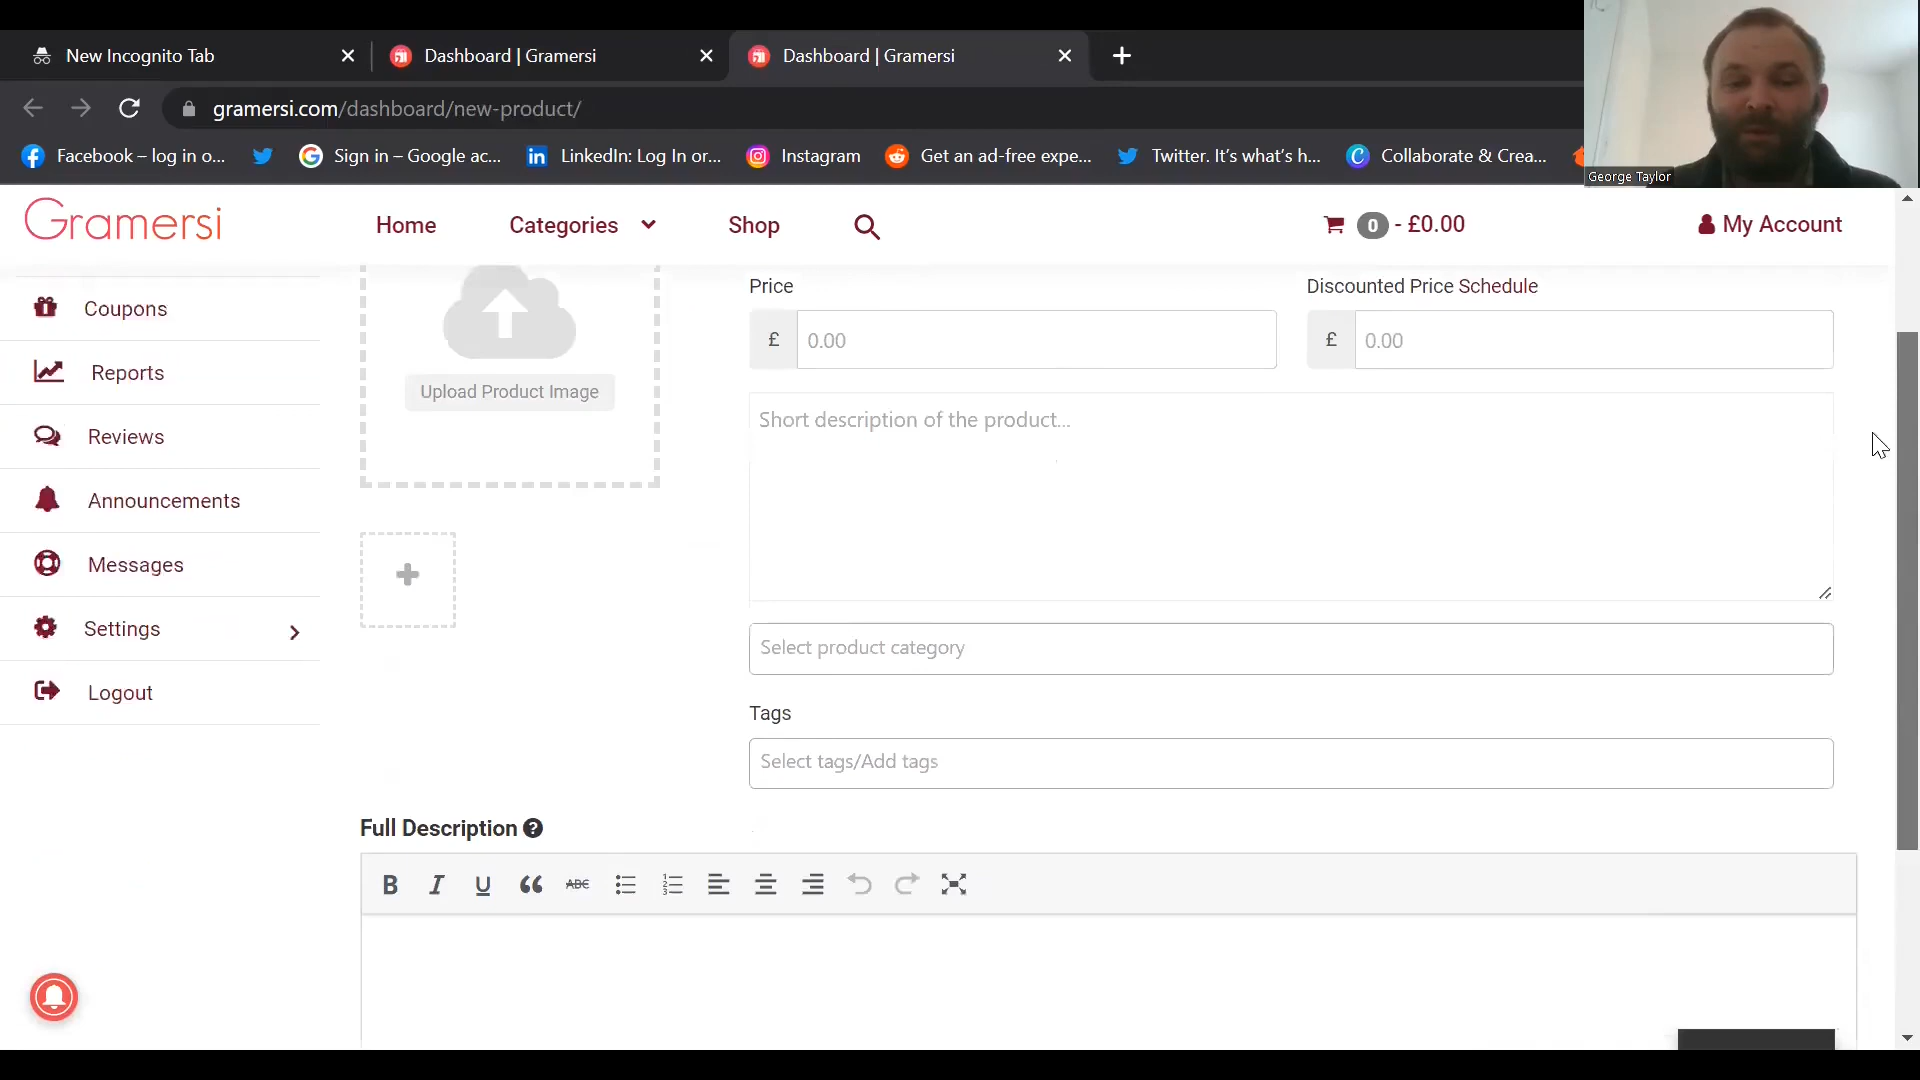 New Incognito Tab
Dashboard | Gramersi
Dashboard | Gramersi
gramersi.com/dashboard/new-product/
Facebook – log in o...
Sign in – Google ac...
LinkedIn: Log In or...
Instagram
Get an ad-free expe...
Twitter. It's what's h...
Collaborate & Crea...
George Taylor
Gramersi
Home
Categories
Shop
0 - £0.00
My Account
Coupons
Reports
Reviews
Announcements
Messages
Settings
Logout
Upload Product Image
Price
£ 0.00
Discounted Price Schedule
£ 0.00
Short description of the product...
Select product category
Tags
Select tags/Add tags
Full Description
B I U ABC